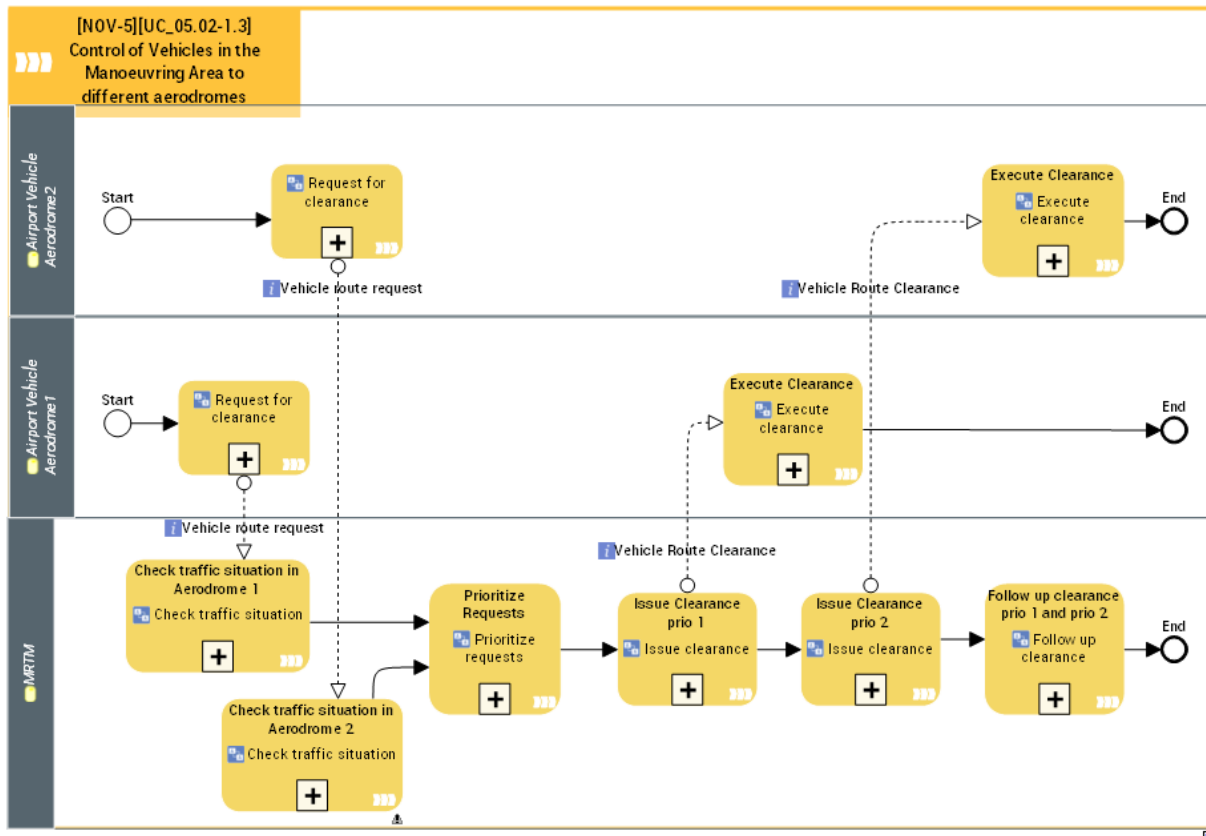 [NOV-5][UC_05.02-1.3]
Control of Vehicles in the
Manoeuvring Area to
different aerodromes
Airport Vehicle
Aerodrome2
Start
Request for
clearance
Vehicle route request
Vehicle Route Clearance
Execute Clearance
Execute
clearance
End
Airport Vehicle
Aerodrome1
Start
Request for
clearance
Vehicle route request
Vehicle Route Clearance
Execute Clearance
Execute
clearance
End
MRTM
Check traffic situation in
Aerodrome 1
Check traffic situation
Check traffic situation in
Aerodrome 2
Check traffic situation
Prioritize
Requests
Prioritize
requests
Issue Clearance
prio 1
Issue clearance
Issue Clearance
prio 2
Issue clearance
Follow up clearance
prio 1 and prio 2
Follow up
clearance
End